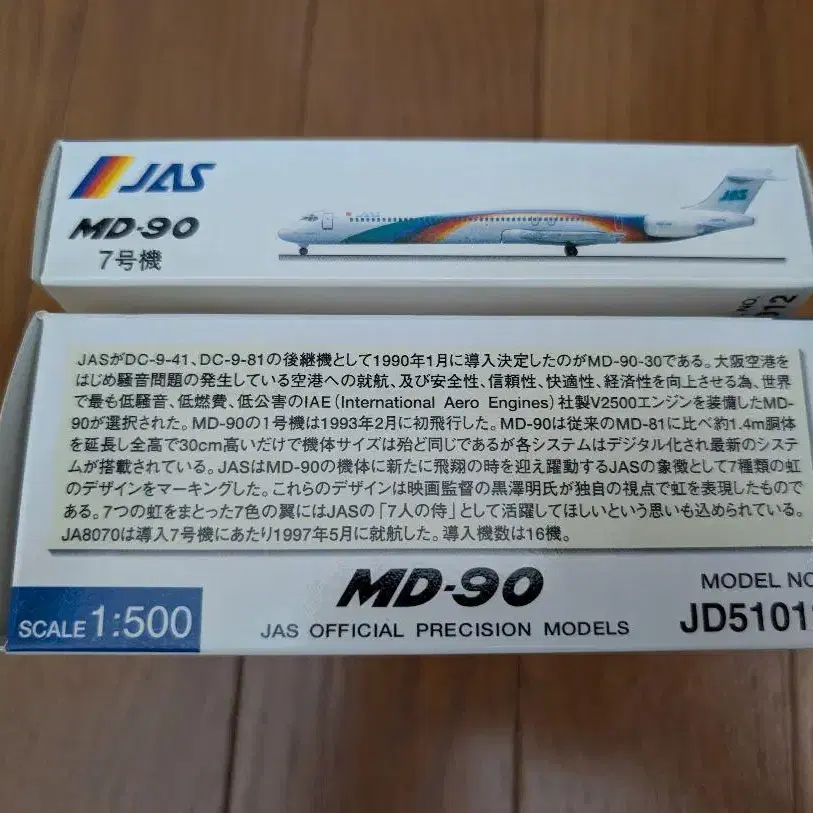 JAS
MD-90
7号機
JAS
JAS
NO.
012
JASがDC-9-41、DC-9-81の後継機として1990年1月に導入決定したのがMD-90-30である。大阪空港を
はじめ騒音問題の発生している空港への就航、及び安全性、信頼性、快適性、経済性を向上させる為、世界
で最も低騒音、低燃費、低公害のIAE(International Aero Engines)社製V2500エンジンを装備したMD-
90が選択された。MD-90の1号機は1993年2月に初飛行した。MD-90は従来のMD-81に比べ約1.4m胴体
を延長し全高で30cm高いだけで機体サイズは殆ど同じであるが各システムはデジタル化され最新のシステ
ムが搭載されている。JASはMD-90の機体に新たに飛翔の時を迎え躍動するJASの象徴として7種類の虹
のデザインをマーキングした。これらのデザインは映画監督の黒澤明氏が独自の視点で虹を表現したもので
ある。7つの虹をまとった7色の翼にはJASの「7人の侍」として活躍してほしいという思いも込められている。
JA8070は導入7号機にあたり1997年5月に就航した。導入機数は16機。
MD-90
MODEL NO
SCALE 1:500
JAS OFFICIAL PRECISION MODELS
JD5101